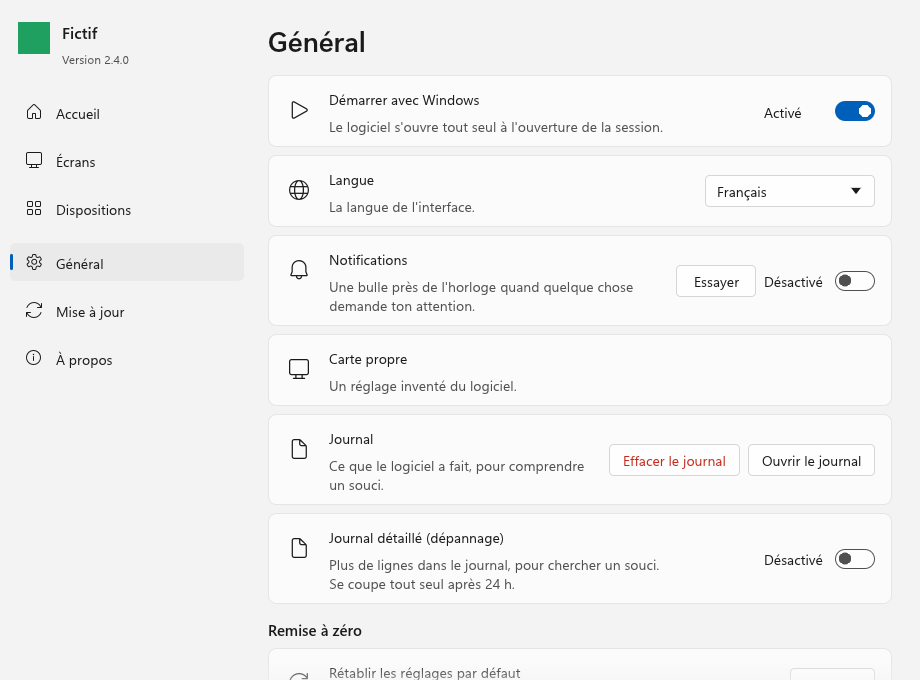 Fictif
Version 2.4.0
Accueil
Écrans
Dispositions
Général
Mise à jour
À propos
Général
Démarrer avec Windows
Le logiciel s'ouvre tout seul à l'ouverture de la session.
Activé
Langue
La langue de l'interface.
Français
Notifications
Une bulle près de l'horloge quand quelque chose
demande ton attention.
Essayer
Désactivé
Carte propre
Un réglage inventé du logiciel.
Journal
Ce que le logiciel a fait, pour comprendre
un souci.
Effacer le journal
Ouvrir le journal
Journal détaillé (dépannage)
Plus de lignes dans le journal, pour chercher un souci.
Se coupe tout seul après 24 h.
Désactivé
Remise à zéro
Rétablir les réglages par défaut